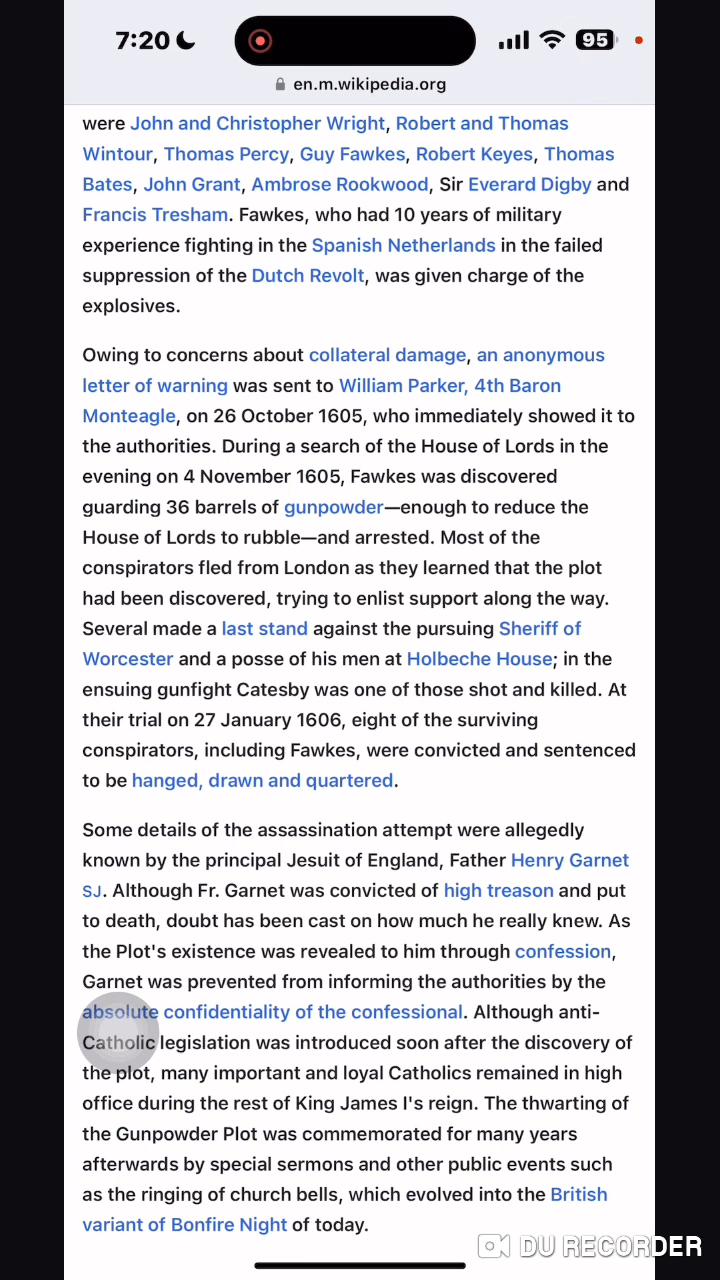 7:20
95
en.m.wikipedia.org
were John and Christopher Wright, Robert and Thomas
Wintour, Thomas Percy, Guy Fawkes, Robert Keyes, Thomas
Bates, John Grant, Ambrose Rookwood, Sir Everard Digby and
Francis Tresham. Fawkes, who had 10 years of military
experience fighting in the Spanish Netherlands in the failed
suppression of the Dutch Revolt, was given charge of the
explosives.
Owing to concerns about collateral damage, an anonymous
letter of warning was sent to William Parker, 4th Baron
Monteagle, on 26 October 1605, who immediately showed it to
the authorities. During a search of the House of Lords in the
evening on 4 November 1605, Fawkes was discovered
guarding 36 barrels of gunpowder—enough to reduce the
House of Lords to rubble—and arrested. Most of the
conspirators fled from London as they learned that the plot
had been discovered, trying to enlist support along the way.
Several made a last stand against the pursuing Sheriff of
Worcester and a posse of his men at Holbeche House; in the
ensuing gunfight Catesby was one of those shot and killed. At
their trial on 27 January 1606, eight of the surviving
conspirators, including Fawkes, were convicted and sentenced
to be hanged, drawn and quartered.
Some details of the assassination attempt were allegedly
known by the principal Jesuit of England, Father Henry Garnet
SJ. Although Fr. Garnet was convicted of high treason and put
to death, doubt has been cast on how much he really knew. As
the Plot's existence was revealed to him through confession,
Garnet was prevented from informing the authorities by the
absolute confidentiality of the confessional. Although anti-
Catholic legislation was introduced soon after the discovery of
the plot, many important and loyal Catholics remained in high
office during the rest of King James I's reign. The thwarting of
the Gunpowder Plot was commemorated for many years
afterwards by special sermons and other public events such
as the ringing of church bells, which evolved into the British
variant of Bonfire Night of today.
DU RECORDER